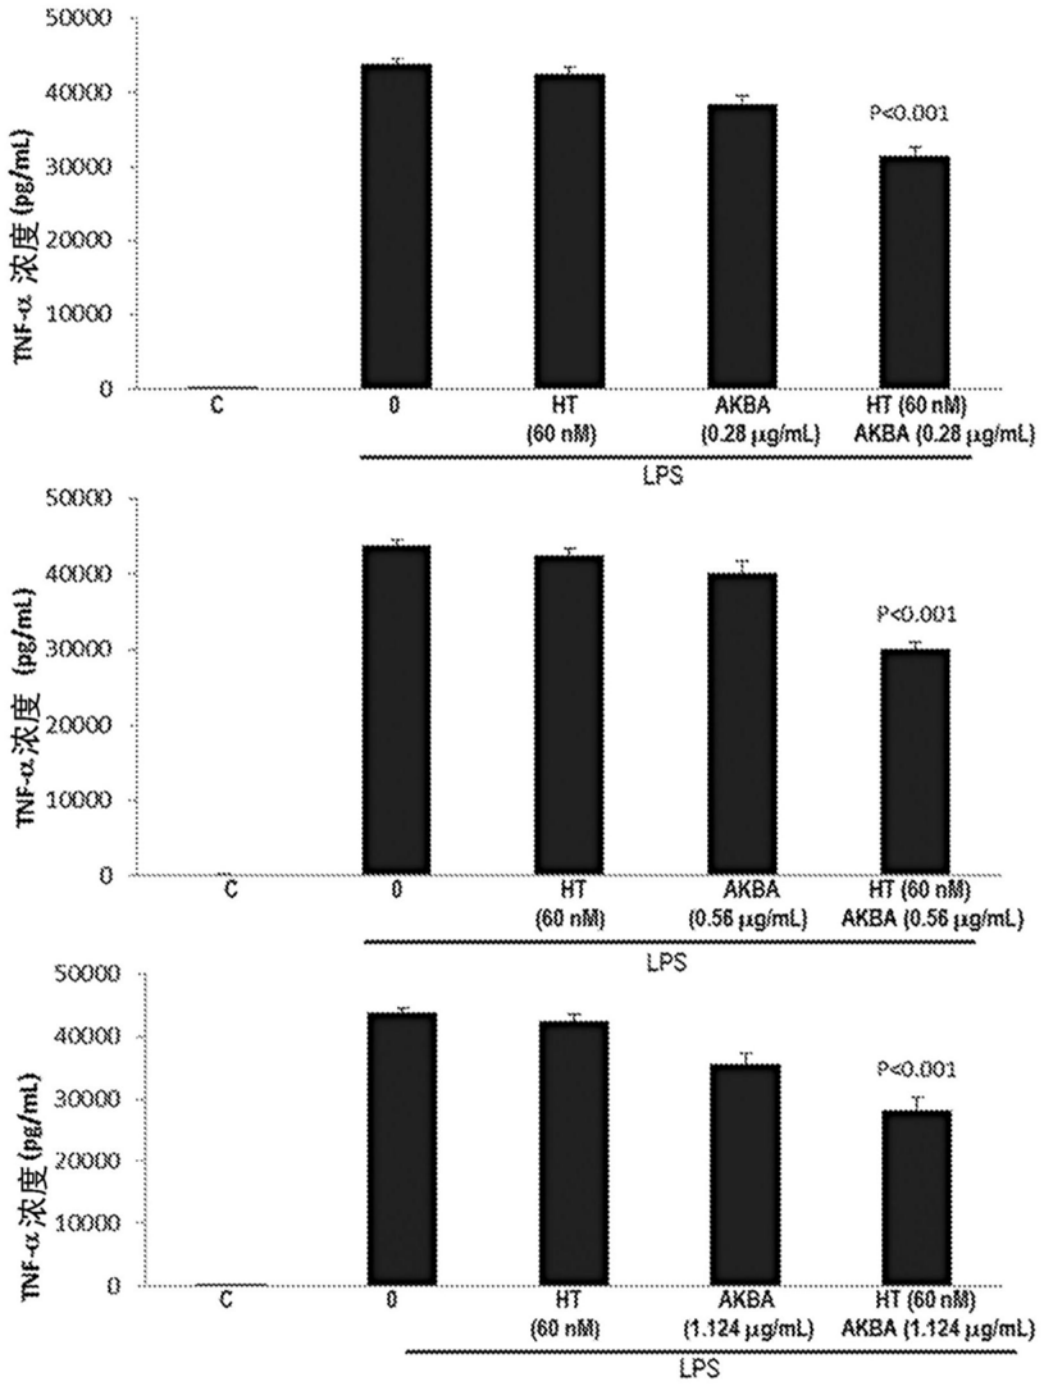 50000
40000
30000
20000
10000
0
TNF-α 浓度 (pg/mL)
P<0.001
C 0 HT AKBA HT (60 nM)
(60 nM) (0.28 µg/mL) AKBA (0.28 µg/mL)
LPS
50000
40000
30000
20000
10000
0
TNF-α 浓度 (pg/mL)
P<0.001
C 0 HT AKBA HT (60 nM)
(60 nM) (0.56 µg/mL) AKBA (0.56 µg/mL)
LPS
50000
40000
30000
20000
10000
0
TNF-α 浓度 (pg/mL)
P<0.001
C 0 HT AKBA HT (60 nM)
(60 nM) (1.124 µg/mL) AKBA (1.124 µg/mL)
LPS